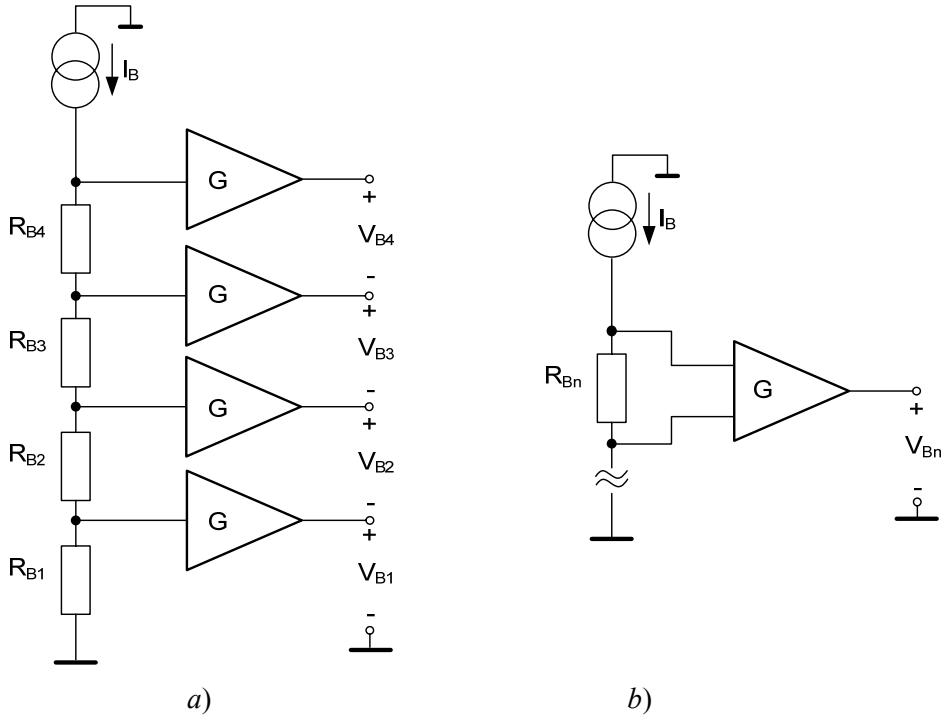 I_B
G
+
R_B4
V_B4
-
G
+
R_B3
V_B3
-
G
+
R_B2
V_B2
-
G
+
R_B1
V_B1
-
a)
I_B
R_Bn
G
+
V_Bn
-
b)